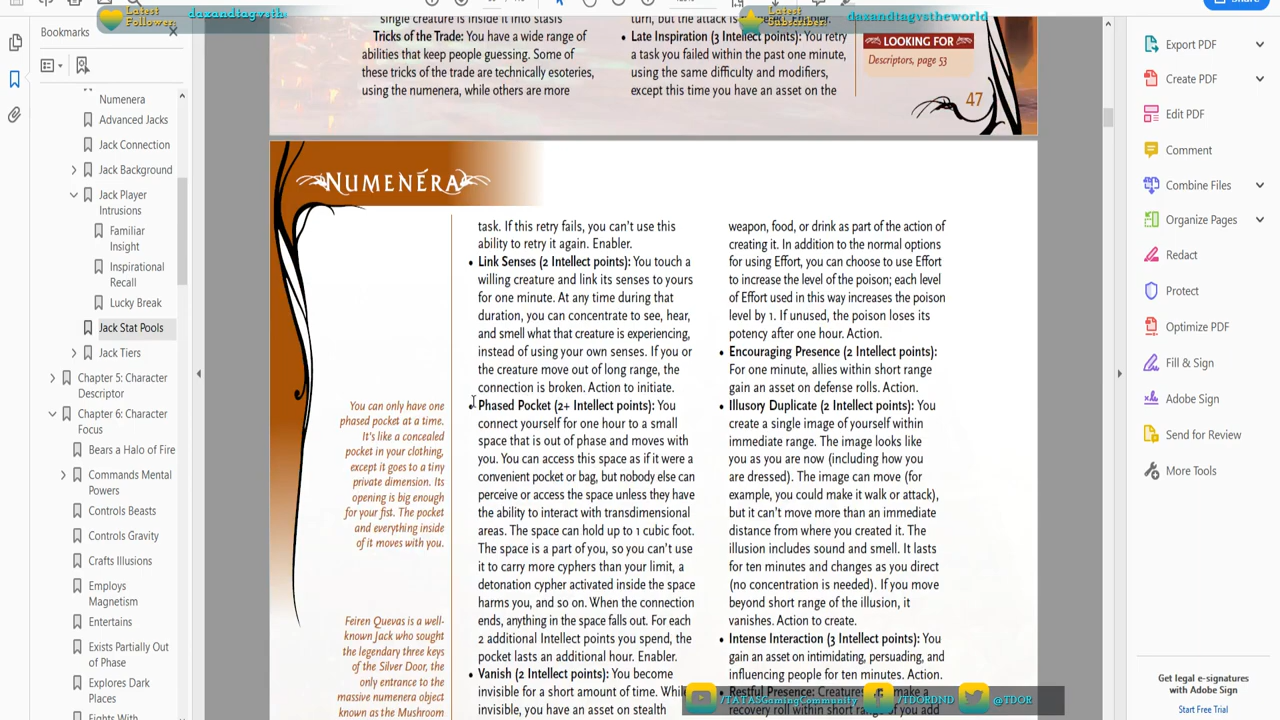 Latest
Follower:
dazandtagvsth
Latest
Subscriber:
dazandtagvstheworld
Bookmarks
Numenera
Advanced Jacks
Jack Connection
Jack Background
Jack Player
Intrusions
Familiar
Insight
Inspirational
Recall
Lucky Break
Jack Stat Pools
Jack Tiers
Chapter 5: Character
Descriptor
Chapter 6: Character
Focus
Bears a Halo of Fire
Commands Mental
Powers
Controls Beasts
Controls Gravity
Crafts Illusions
Employs
Magnetism
Entertains
Exists Partially Out
of Phase
Explores Dark
Places
Fights With
single creature is inside it into stasis
Tricks of the Trade: You have a wide range of
abilities that keep people guessing. Some of
these tricks of the trade are technically esoteries,
using the numenera, while others are more
turn, but the attack is
• Late Inspiration (3 Intellect points): You retry
a task you failed within the past one minute,
using the same difficulty and modifiers,
except this time you have an asset on the
LOOKING FOR
Descriptors, page 53
47
NUMENÉRA
You can only have one
phased pocket at a time.
It's like a concealed
pocket in your clothing,
except it goes to a tiny
private dimension. Its
opening is big enough
for your fist. The pocket
and everything inside
of it moves with you.
Feiren Quevas is a well-
known Jack who sought
the legendary three keys
of the Silver Door, the
only entrance to the
massive numenera object
known as the Mushroom
task. If this retry fails, you can't use this
ability to retry it again. Enabler.
• Link Senses (2 Intellect points): You touch a
willing creature and link its senses to yours
for one minute. At any time during that
duration, you can concentrate to see, hear,
and smell what that creature is experiencing,
instead of using your own senses. If you or
the creature move out of long range, the
connection is broken. Action to initiate.
• Phased Pocket (2+ Intellect points): You
connect yourself for one hour to a small
space that is out of phase and moves with
you. You can access this space as if it were a
convenient pocket or bag, but nobody else can
perceive or access the space unless they have
the ability to interact with transdimensional
areas. The space can hold up to 1 cubic foot.
The space is a part of you, so you can't use
it to carry more cyphers than your limit, a
detonation cypher activated inside the space
harms you, and so on. When the connection
ends, anything in the space falls out. For each
2 additional Intellect points you spend, the
pocket lasts an additional hour. Enabler.
• Vanish (2 Intellect points): You become
invisible for a short amount of time. While
invisible, you have an asset on stealth
weapon, food, or drink as part of the action of
creating it. In addition to the normal options
for using Effort, you can choose to use Effort
to increase the level of the poison; each level
of Effort used in this way increases the poison
level by 1. If unused, the poison loses its
potency after one hour. Action.
• Encouraging Presence (2 Intellect points):
For one minute, allies within short range
gain an asset on defense rolls. Action.
• Illusory Duplicate (2 Intellect points): You
create a single image of yourself within
immediate range. The image looks like
you as you are now (including how you
are dressed). The image can move (for
example, you could make it walk or attack),
but it can't move more than an immediate
distance from where you created it. The
illusion includes sound and smell. It lasts
for ten minutes and changes as you direct
(no concentration is needed). If you move
beyond short range of the illusion, it
vanishes. Action to create.
• Intense Interaction (3 Intellect points): You
gain an asset on intimidating, persuading, and
influencing people for ten minutes. Action.
• Restful Presence: Creatures make a
recovery roll within short range of you add
/TATASGamingCommunity
/TDORDND
@TDOR
Export PDF
Create PDF
Edit PDF
Comment
Combine Files
Organize Pages
Redact
Protect
Optimize PDF
Fill & Sign
Adobe Sign
Send for Review
More Tools
Get legal e-signatures
with Adobe Sign
Start Free Trial